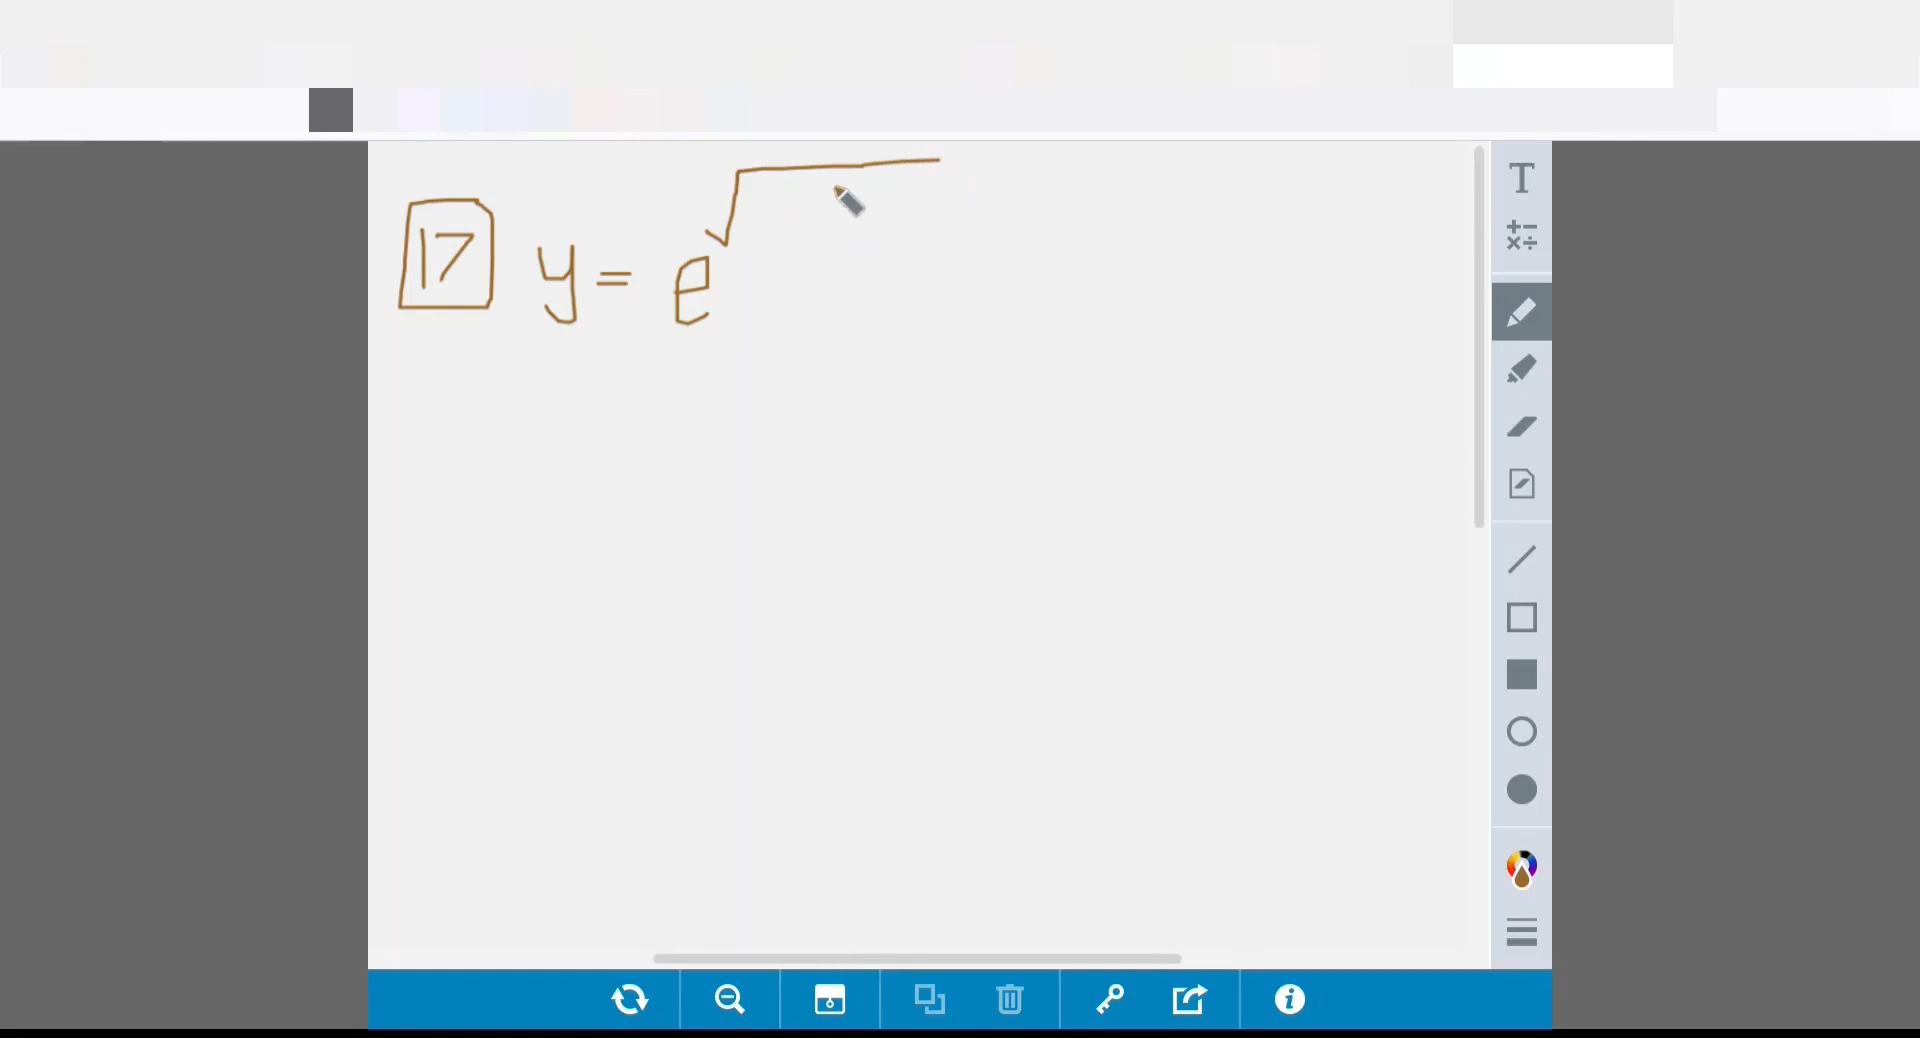 17 y = e^√